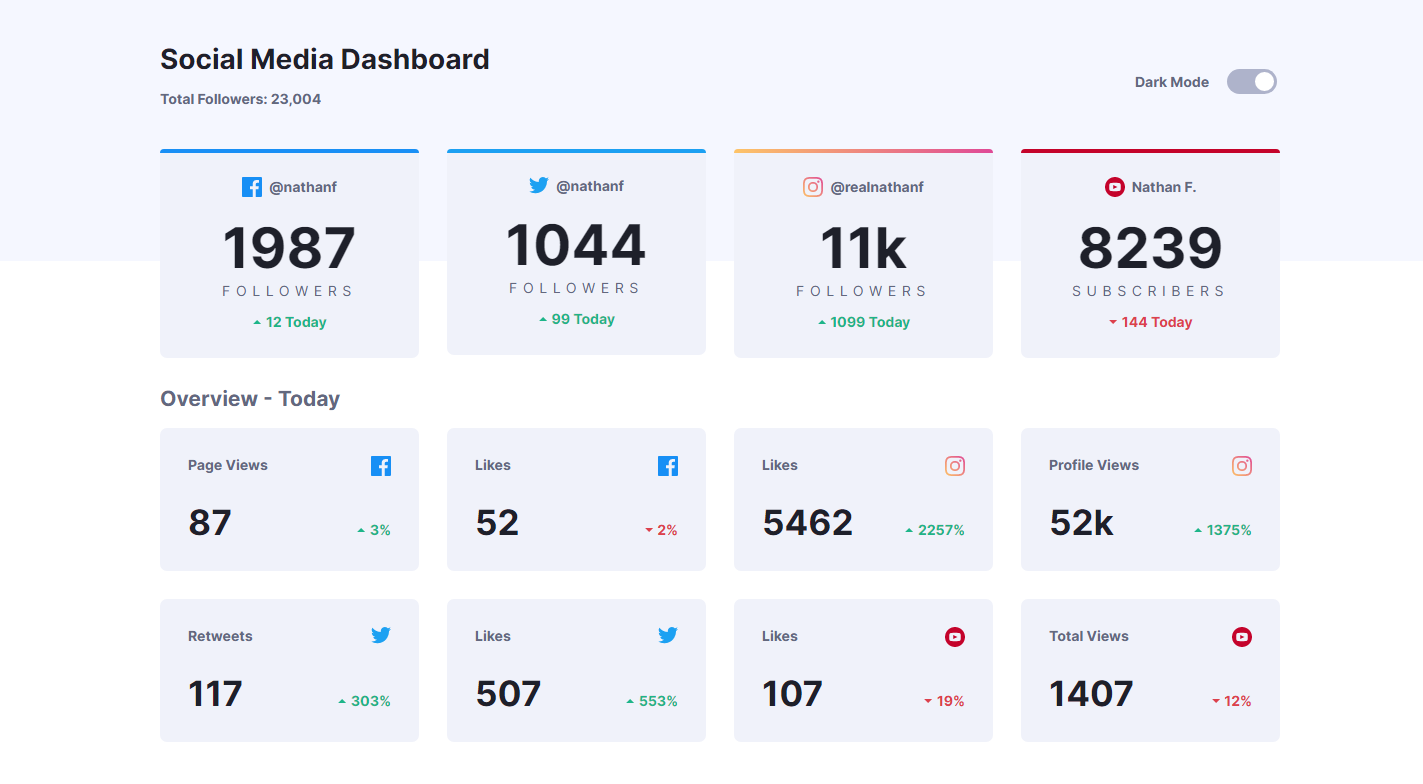 Social Media Dashboard
Total Followers: 23,004
Dark Mode
@nathanf
1987
FOLLOWERS
12 Today
@nathanf
1044
FOLLOWERS
99 Today
@realnathanf
11k
FOLLOWERS
1099 Today
Nathan F.
8239
SUBSCRIBERS
144 Today
Overview - Today
Page Views
87
3%
Likes
52
2%
Likes
5462
2257%
Profile Views
52k
1375%
Retweets
117
303%
Likes
507
553%
Likes
107
19%
Total Views
1407
12%